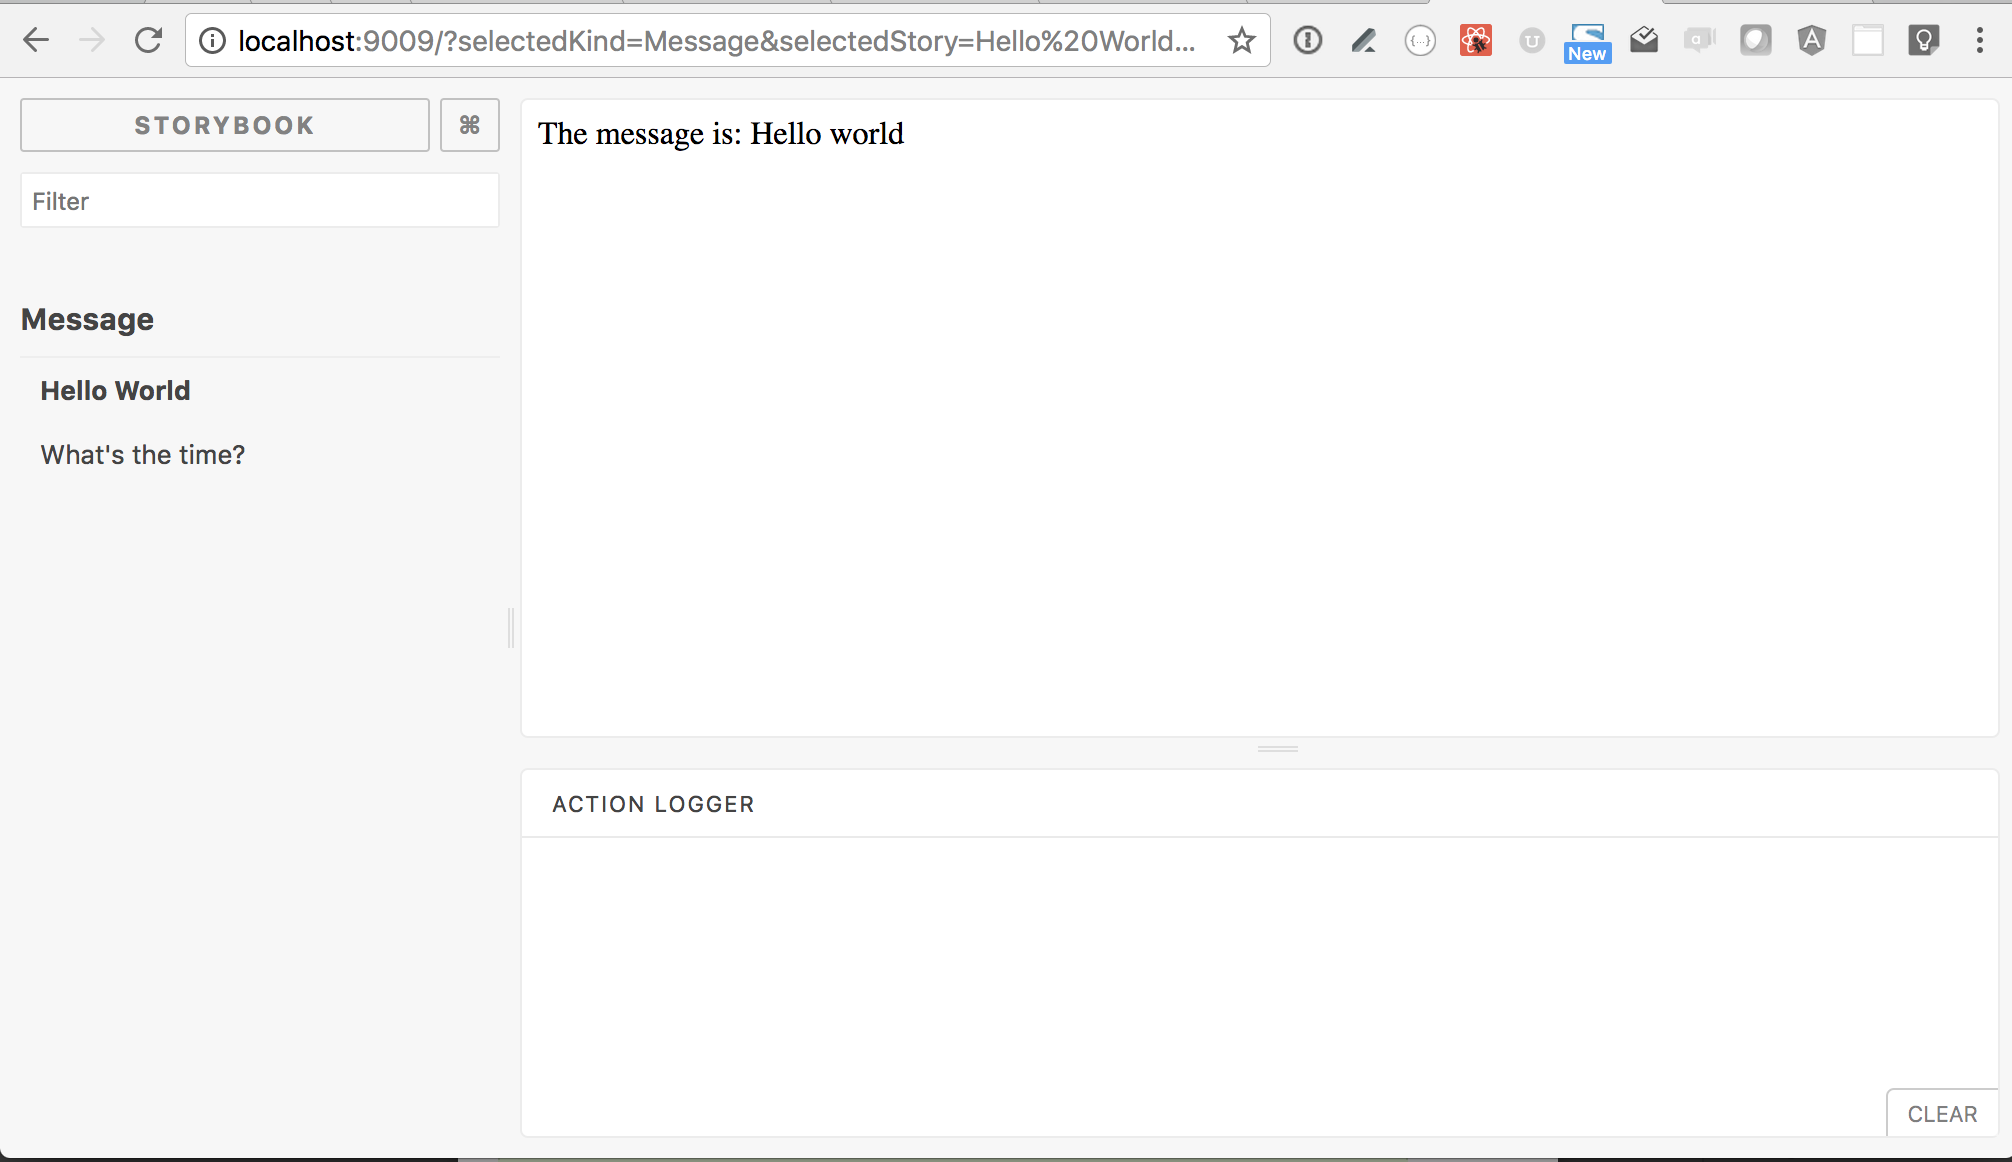 localhost:9009/?selectedKind=Message&selectedStory=Hello%20World...
New
STORYBOOK ⌘
Filter
Message
Hello World
What's the time?
The message is: Hello world
ACTION LOGGER
CLEAR